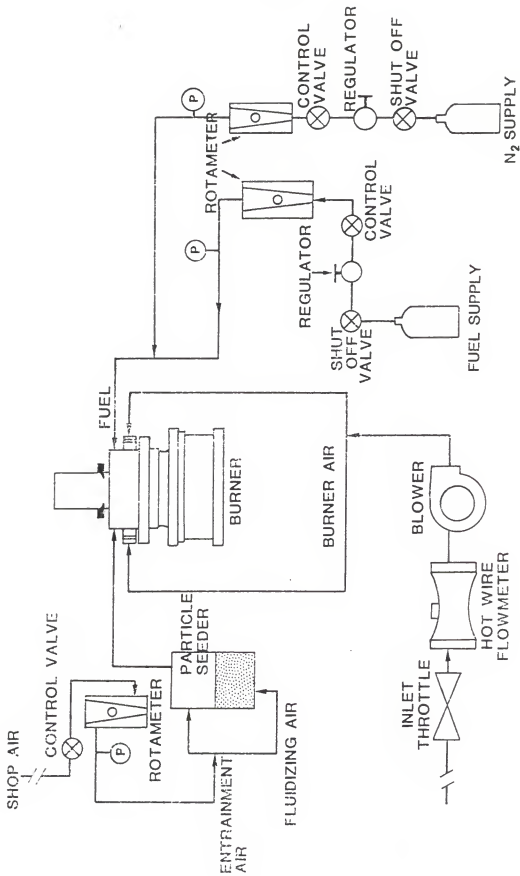 SHOP AIR
CONTROL VALVE
ROTAMETER
P
ENTRAINMENT
AIR
FLUIDIZING AIR
PARTICLE
SEEDER
FUEL
BURNER
BURNER AIR
INLET
THROTTLE
HOT WIRE
FLOWMETER
BLOWER
P
P
ROTAMETER
REGULATOR
SHUT
OFF
VALVE
CONTROL
VALVE
FUEL SUPPLY
CONTROL
VALVE
REGULATOR
SHUT OFF
VALVE
N₂ SUPPLY